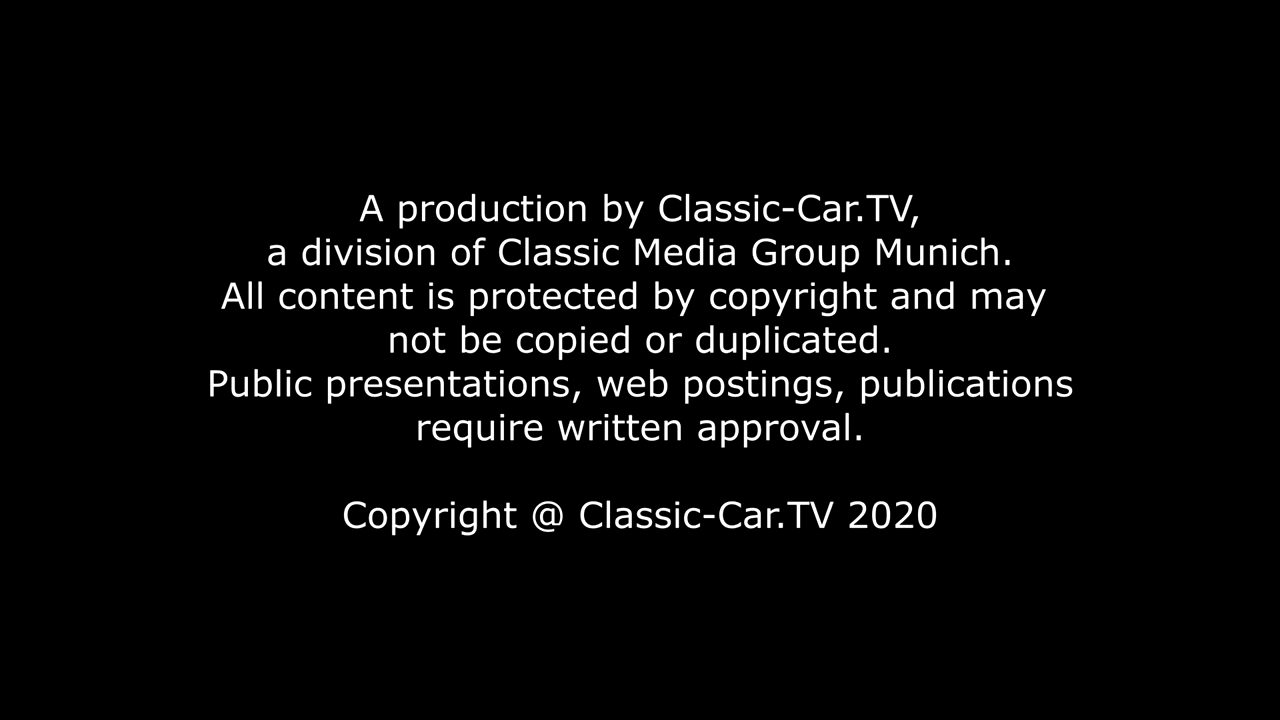 A production by Classic-Car.TV,
a division of Classic Media Group Munich.
All content is protected by copyright and may
not be copied or duplicated.
Public presentations, web postings, publications
require written approval.
Copyright @ Classic-Car.TV 2020